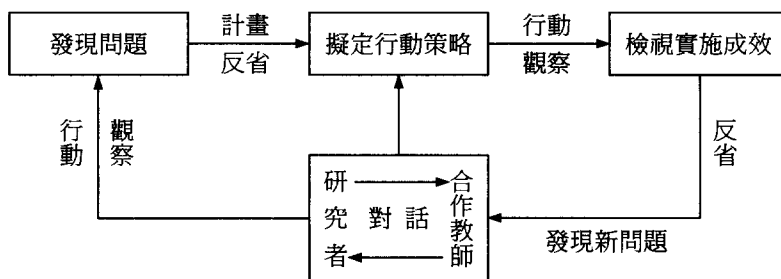 發現問題
計畫
反省
擬定行動策略
行動
觀察
檢視實施成效
行動
觀察
研究者
對話
合作教師
反省
發現新問題